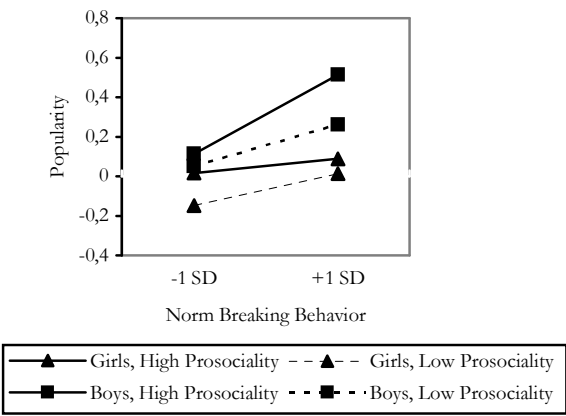 0,8
0,6
0,4
0,2
0
-0,2
-0,4
Popularity
-1 SD +1 SD
Norm Breaking Behavior
Girls, High Prosociality Girls, Low Prosociality
Boys, High Prosociality Boys, Low Prosociality